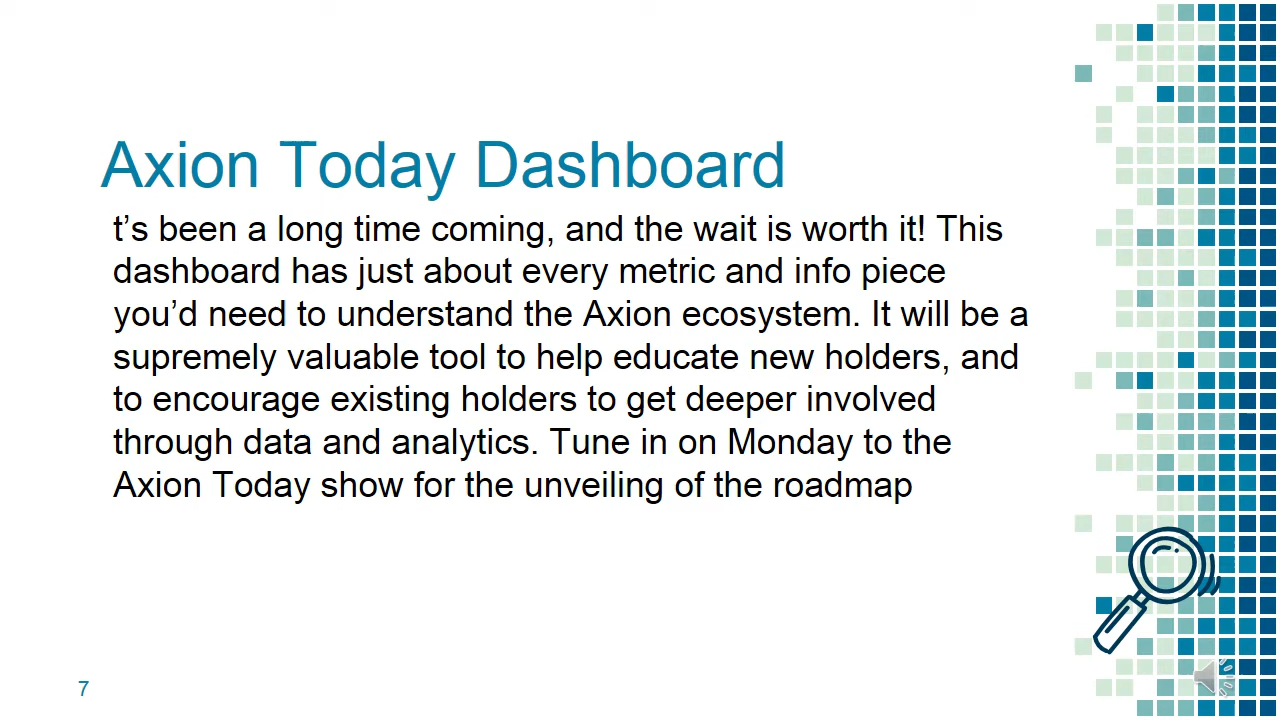 Axion Today Dashboard
t’s been a long time coming, and the wait is worth it! This
dashboard has just about every metric and info piece
you’d need to understand the Axion ecosystem. It will be a
supremely valuable tool to help educate new holders, and
to encourage existing holders to get deeper involved
through data and analytics. Tune in on Monday to the
Axion Today show for the unveiling of the roadmap
7